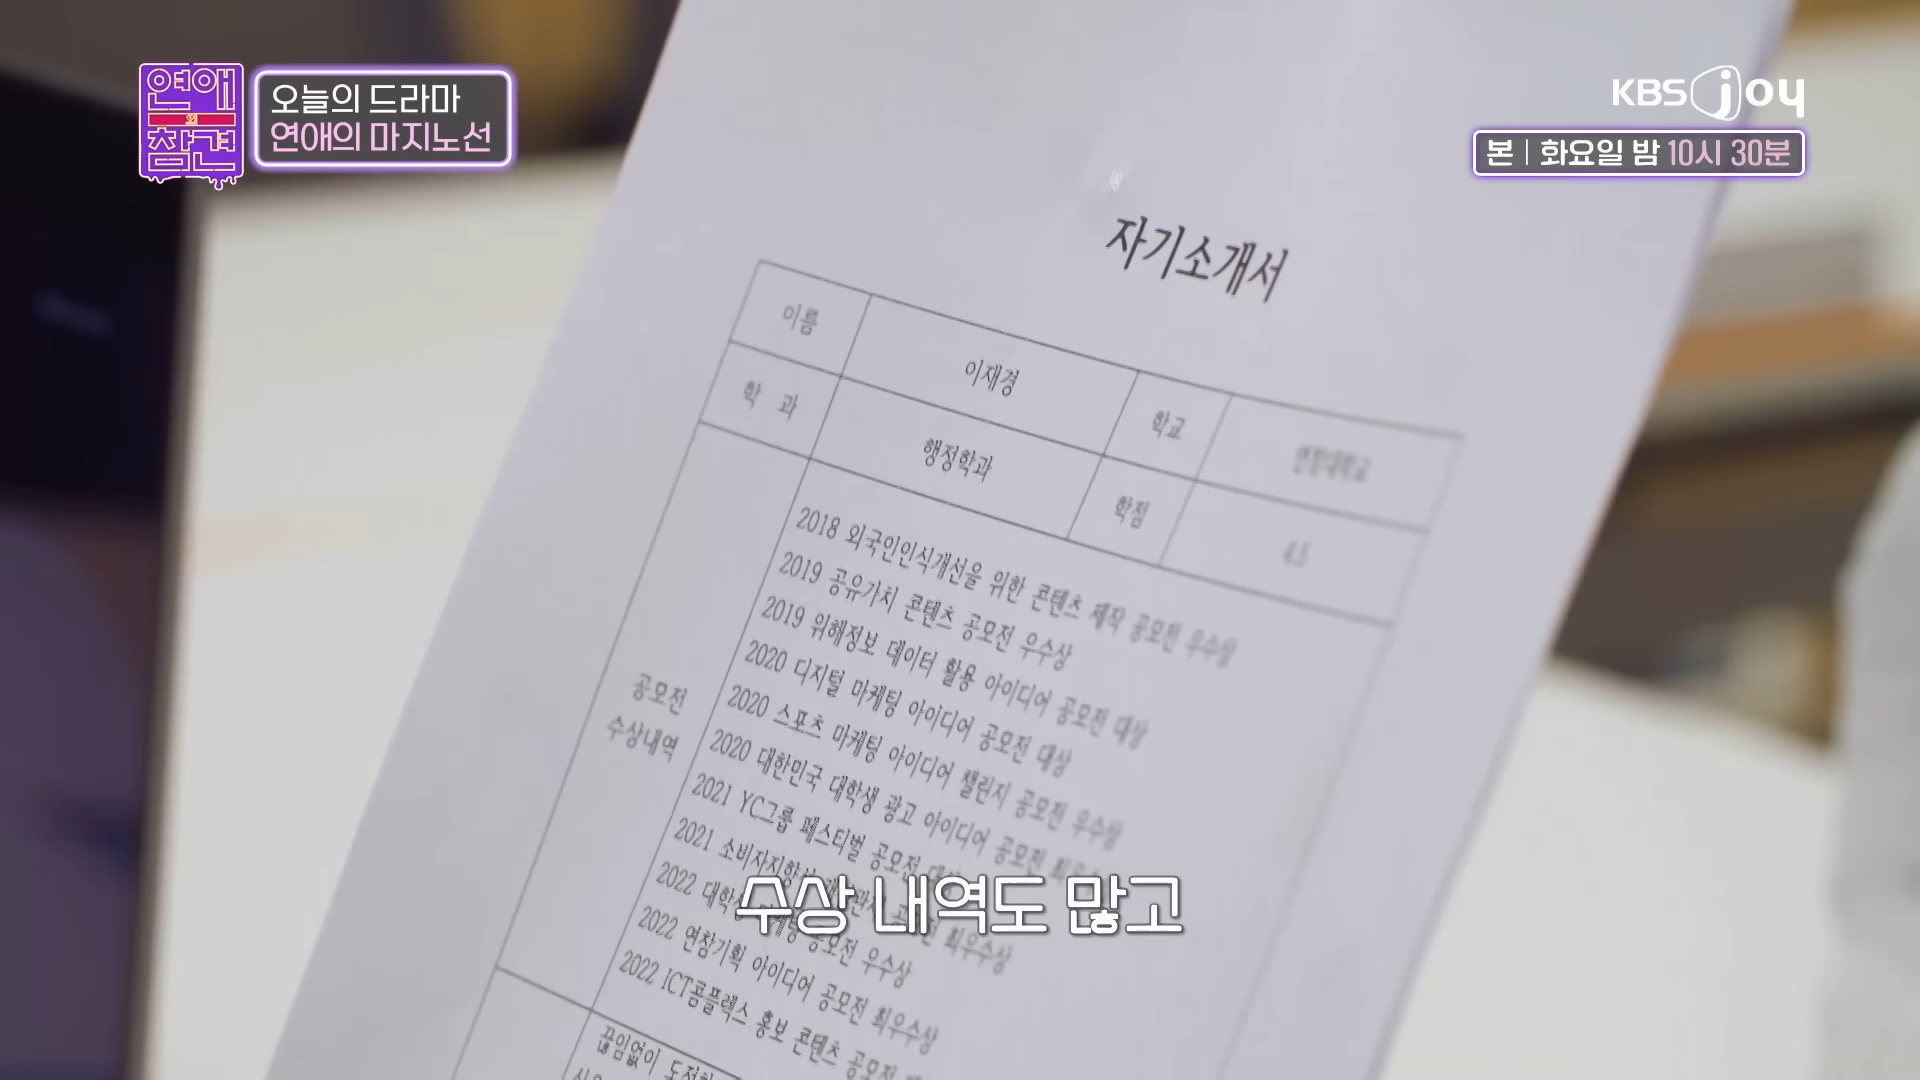 연애의 참견
오늘의 드라마
연애의 마지노선
KBS joy
본 | 화요일 밤 10시 30분
자기소개서
이름 이재경 학교
학 과 행정학과 학점 4.5
공모전
수상내역
2018 외국인인식개선을 위한 콘텐츠 제작 공모전 우수상
2019 공유가치 콘텐츠 공모전 우수상
2019 위해정보 데이터 활용 아이디어 공모전 대상
2020 디지털 마케팅 아이디어 공모전 대상
2020 스포츠 마케팅 아이디어 챌린지 공모전 우수상
2020 대한민국 대학생 광고 아이디어 공모전
2021 YC그룹 페스티벌 공모전
2021 최우수상
2022 공모전 우수상
2022 연참기획 아이디어 공모전 최우수상
2022 ICT콤플렉스 홍보 콘텐츠 공모전
끊임없이
수상 내역도 많고